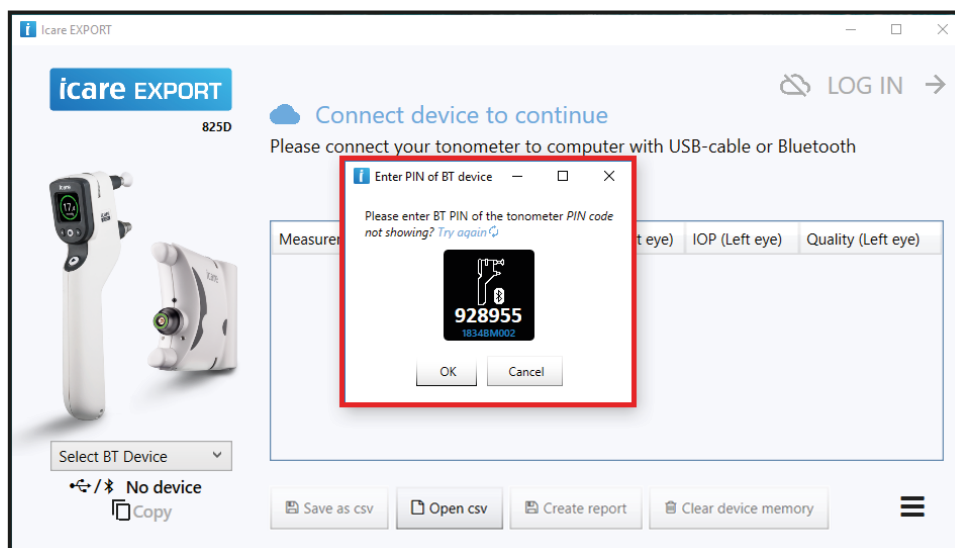 Icare EXPORT
icare EXPORT
825D
LOG IN
Connect device to continue
Please connect your tonometer to computer with USB-cable or Bluetooth
Enter PIN of BT device
Please enter BT PIN of the tonometer PIN code
not showing? Try again
928955
1834BM002
OK
Cancel
t eye)
IOP (Left eye)
Quality (Left eye)
Select BT Device
No device
Copy
Save as csv
Open csv
Create report
Clear device memory